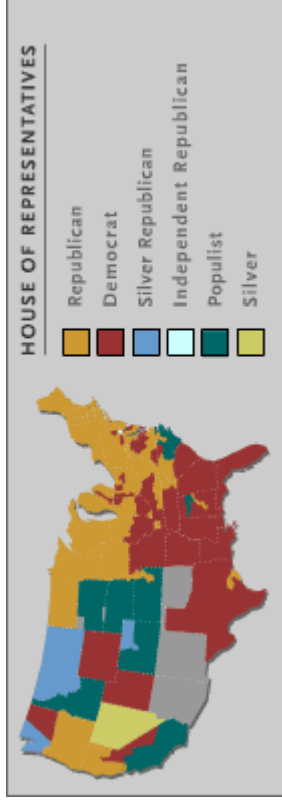 HOUSE OF REPRESENTATIVES
Republican
Democrat
Silver Republican
Independent Republican
Populist
Silver